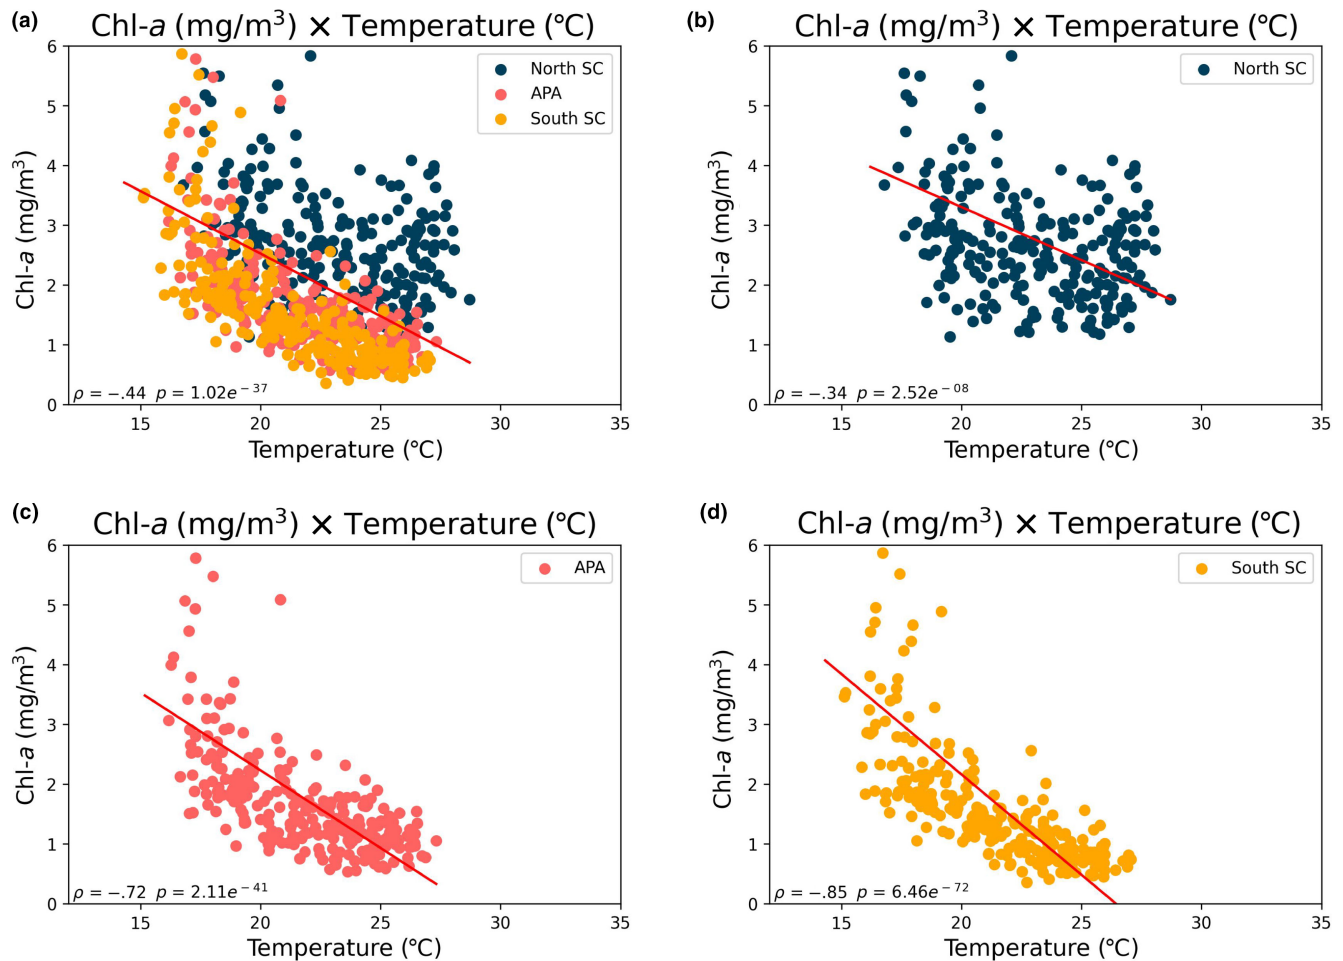 (a)
Chl-a (mg/m³) × Temperature (°C)
6
5
4
3
2
1
0
Chl-a (mg/m³)
North SC
APA
South SC
ρ = −.44 p = 1.02e⁻³⁷
15
20
25
30
35
Temperature (°C)
(b)
Chl-a (mg/m³) × Temperature (°C)
6
5
4
3
2
1
0
Chl-a (mg/m³)
North SC
ρ = −.34 p = 2.52e⁻⁰⁸
15
20
25
30
35
Temperature (°C)
(c)
Chl-a (mg/m³) × Temperature (°C)
6
5
4
3
2
1
0
Chl-a (mg/m³)
APA
ρ = −.72 p = 2.11e⁻⁴¹
15
20
25
30
35
Temperature (°C)
(d)
Chl-a (mg/m³) × Temperature (°C)
6
5
4
3
2
1
0
Chl-a (mg/m³)
South SC
ρ = −.85 p = 6.46e⁻⁷²
15
20
25
30
35
Temperature (°C)